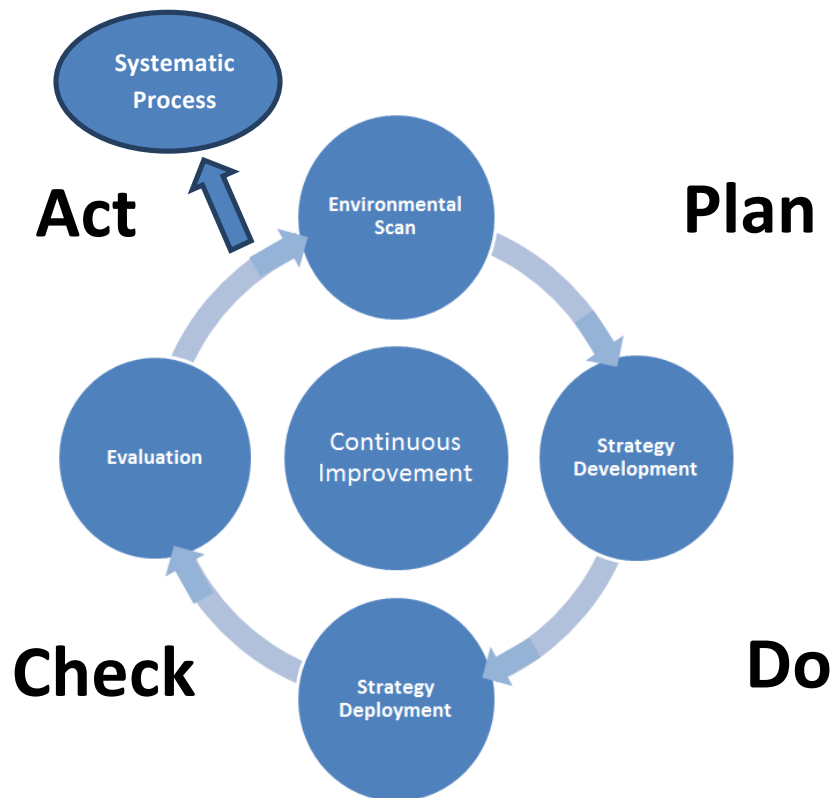 Systematic
Process
Act
Plan
Environmental
Scan
Evaluation
Continuous
Improvement
Strategy
Development
Check
Do
Strategy
Deployment